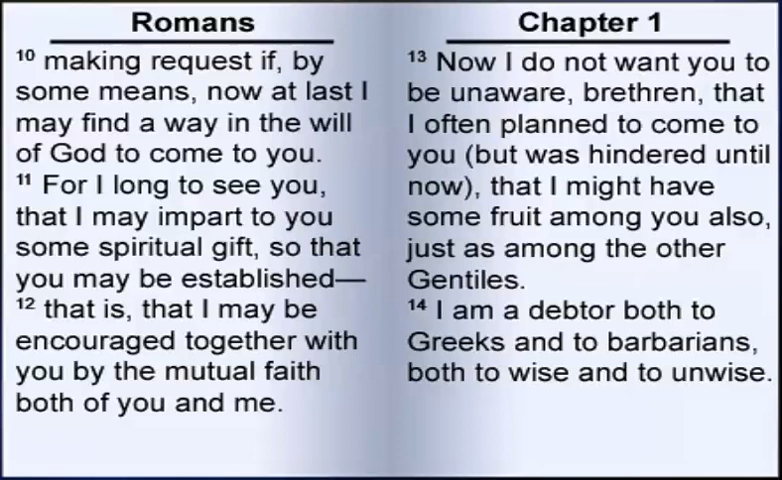 Romans
10 making request if, by
some means, now at last I
may find a way in the will
of God to come to you.
11 For I long to see you,
that I may impart to you
some spiritual gift, so that
you may be established—
12 that is, that I may be
encouraged together with
you by the mutual faith
both of you and me.
Chapter 1
13 Now I do not want you to
be unaware, brethren, that
I often planned to come to
you (but was hindered until
now), that I might have
some fruit among you also,
just as among the other
Gentiles.
14 I am a debtor both to
Greeks and to barbarians,
both to wise and to unwise.